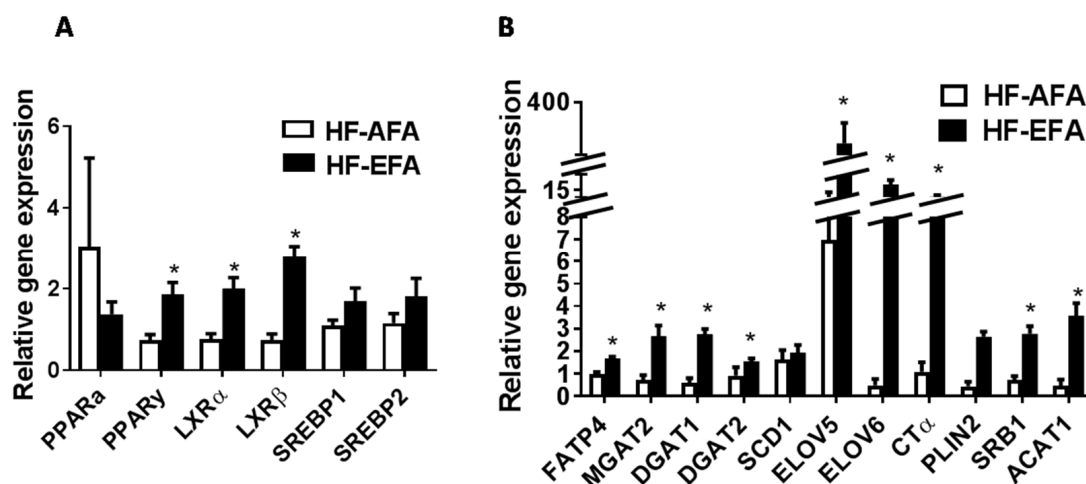 A
Relative gene expression
6
4
2
0
HF-AFA
HF-EFA
*
*
*
PPARa
PPARy
LXRα
LXRβ
SREBP1
SREBP2
B
Relative gene expression
400
15
8
7
6
5
4
3
2
1
0
HF-AFA
HF-EFA
*
*
*
*
*
*
*
*
*
FATP4
MGAT2
DGAT1
DGAT2
SCD1
ELOV5
ELOV6
CTα
PLIN2
SRB1
ACAT1